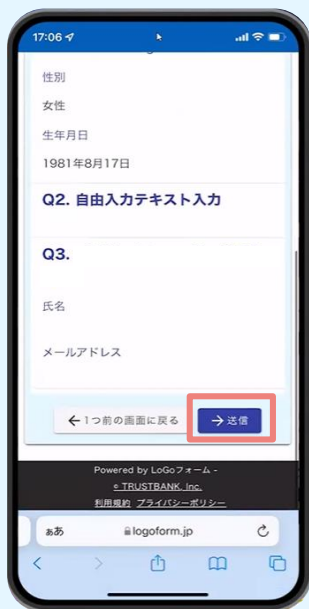 17:06
性別
女性
生年月日
1981年8月17日
Q2. 自由入力テキスト入力
Q3.
氏名
メールアドレス
←1つ前の画面に戻る →送信
Powered by LoGoフォーム -
© TRUSTBANK, Inc.
利用規約 プライバシーポリシー
ぁあ logoform.jp